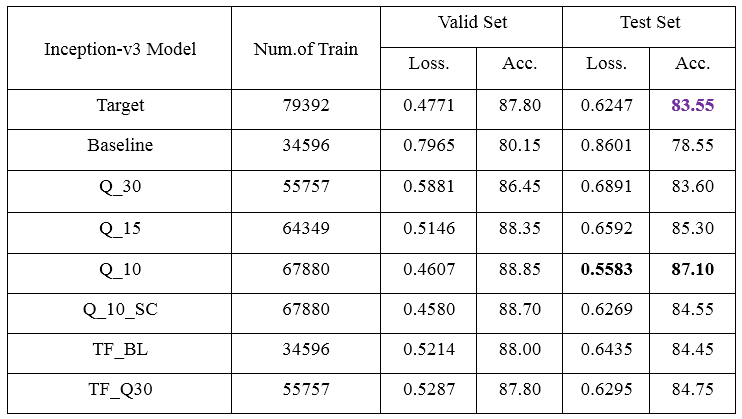 Inception-v3 Model Num.of Train Valid Set Test Set
Loss. Acc. Loss. Acc.
Target 79392 0.4771 87.80 0.6247 83.55
Baseline 34596 0.7965 80.15 0.8601 78.55
Q_30 55757 0.5881 86.45 0.6891 83.60
Q_15 64349 0.5146 88.35 0.6592 85.30
Q_10 67880 0.4607 88.85 0.5583 87.10
Q_10_SC 67880 0.4580 88.70 0.6269 84.55
TF_BL 34596 0.5214 88.00 0.6435 84.45
TF_Q30 55757 0.5287 87.80 0.6295 84.75